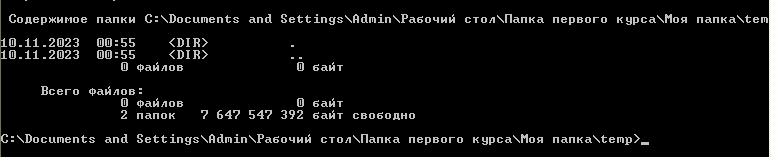 Содержимое папки C:\Documents and Settings\Admin\Рабочий стол\Папка первого курса\Моя папка\tem
10.11.2023  00:55    <DIR>          .
10.11.2023  00:55    <DIR>          ..
0 файлов              0 байт
Всего файлов:
0 файлов              0 байт
2 папок   7 647 547 392 байт свободно
C:\Documents and Settings\Admin\Рабочий стол\Папка первого курса\Моя папка\temp>_